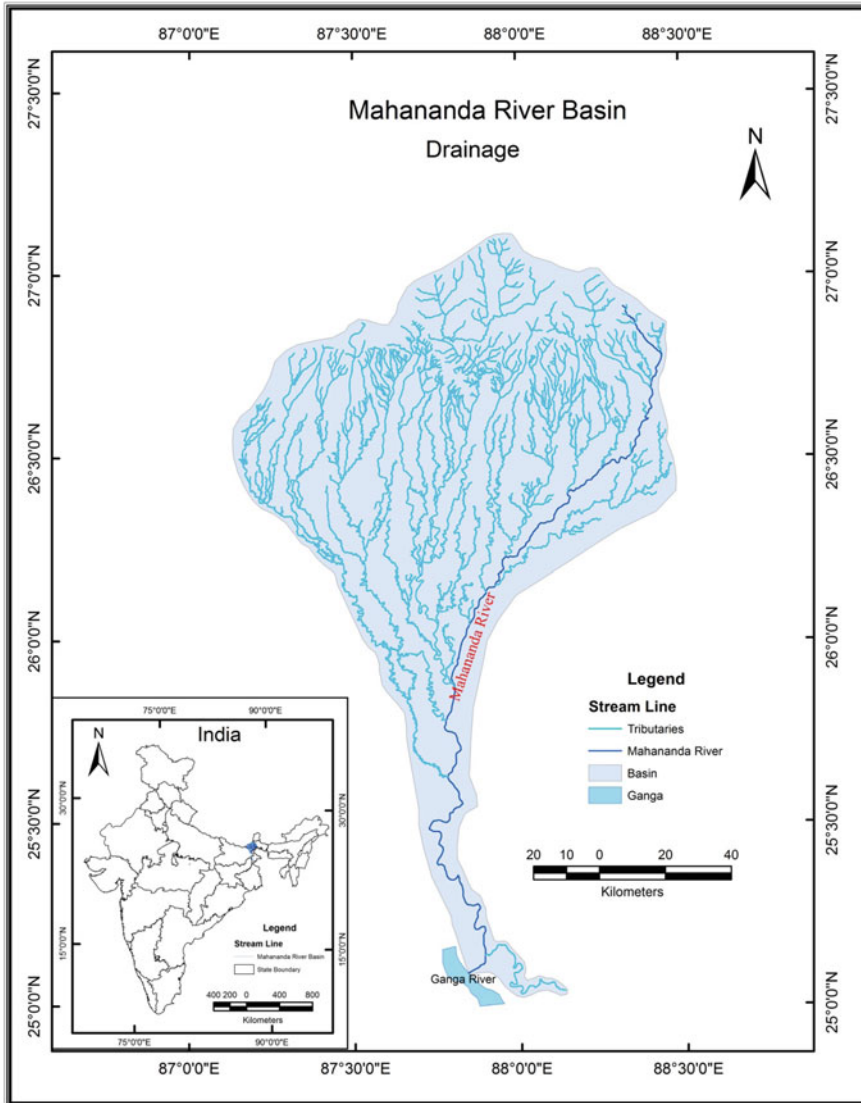 87°0'0"E 87°30'0"E 88°0'0"E 88°30'0"E
Mahananda River Basin
Drainage
N
27°30'0"N
27°0'0"N
26°30'0"N
26°0'0"N
25°30'0"N
25°0'0"N
27°30'0"N
27°0'0"N
26°30'0"N
26°0'0"N
25°30'0"N
25°0'0"N
Mahananda River
Legend
Stream Line
Tributaries
Mahananda River
Basin
Ganga
20 10 0 20 40
Kilometers
Ganga River
75°0'0"E 90°0'0"E
N
India
30°0'0"N
15°0'0"N
30°0'0"N
15°0'0"N
Legend
Stream Line
Mahananda River Basin
State Boundary
400 200 0 400 800
Kilometers
75°0'0"E 90°0'0"E
87°0'0"E 87°30'0"E 88°0'0"E 88°30'0"E